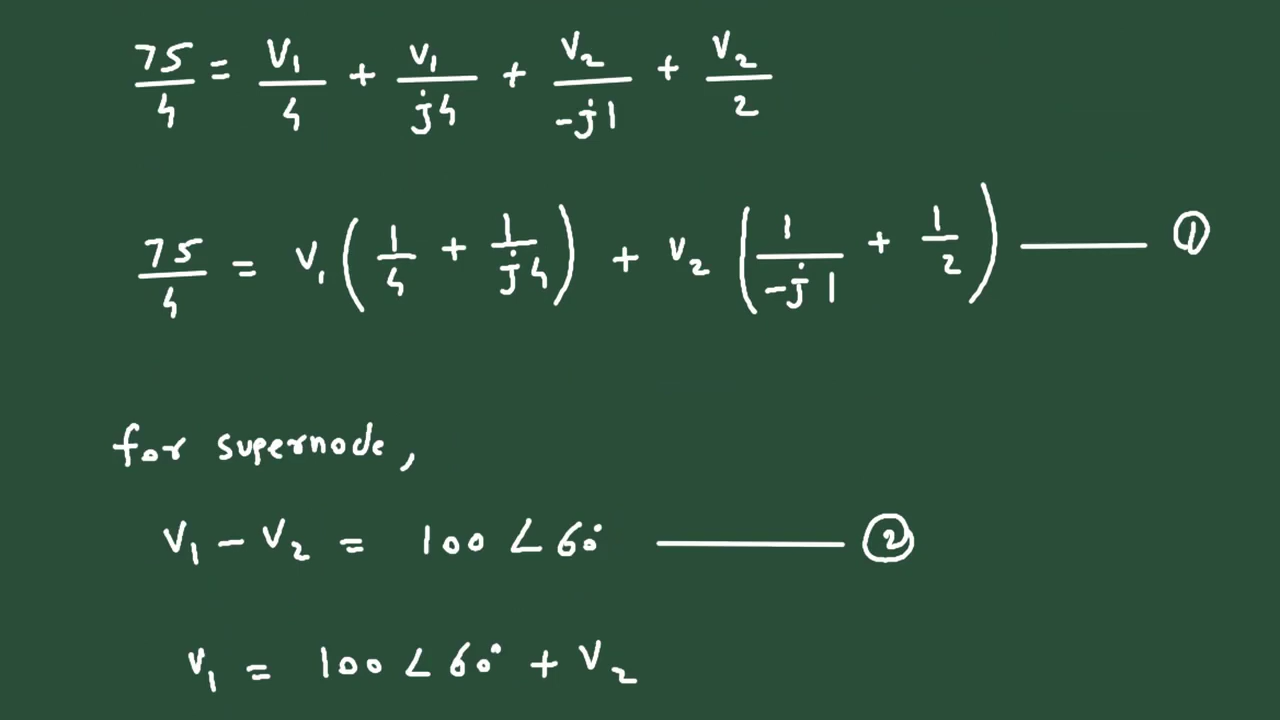 75/4 = V₁/4 + V₁/j4 + V₂/-j1 + V₂/2
75/4 = V₁ (1/4 + 1/j4) + V₂ (1/-j1 + 1/2) —— ①
for supernode,
V₁ - V₂ = 100 ∠60° —— ②
V₁ = 100 ∠60° + V₂